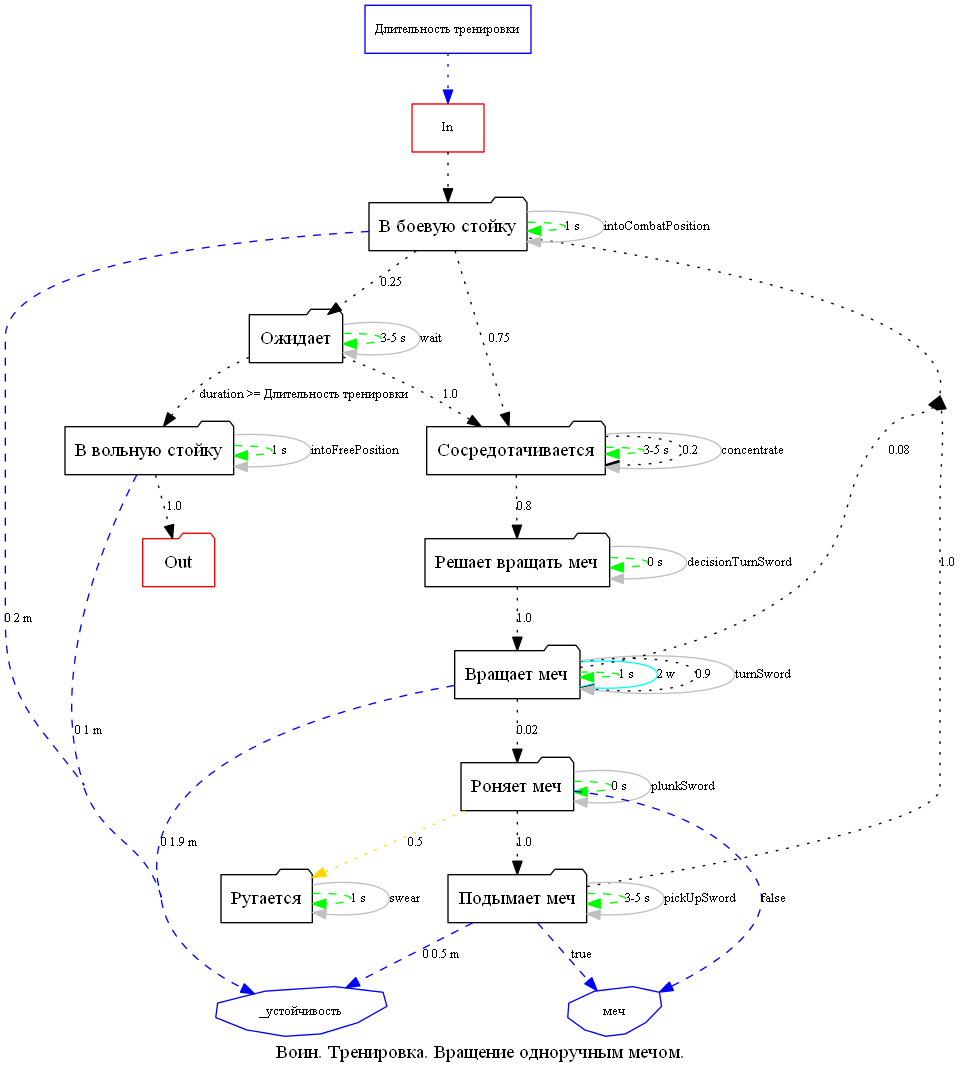 Длительность тренировки
In
В боевую стойку
1 s
intoCombatPosition
0.25
Ожидает
3-5 s
wait
0.75
duration >= Длительность тренировки
1.0
В вольную стойку
1 s
intoFreePosition
Сосредотачивается
3-5 s
0.2
concentrate
0.08
1.0
Out
0.8
Решает вращать меч
0 s
decisionTurnSword
1.0
0 2 m
1.0
Вращает меч
1 s
2 w
0.9
turnSword
0 1 m
0.02
Роняет меч
0 s
plunkSword
0 1.9 m
0.5
1.0
Ругается
1 s
swear
Подымает меч
3-5 s
pickUpSword
false
0 0.5 m
true
_устойчивость
меч
Воин. Тренировка. Вращение одноручным мечом.